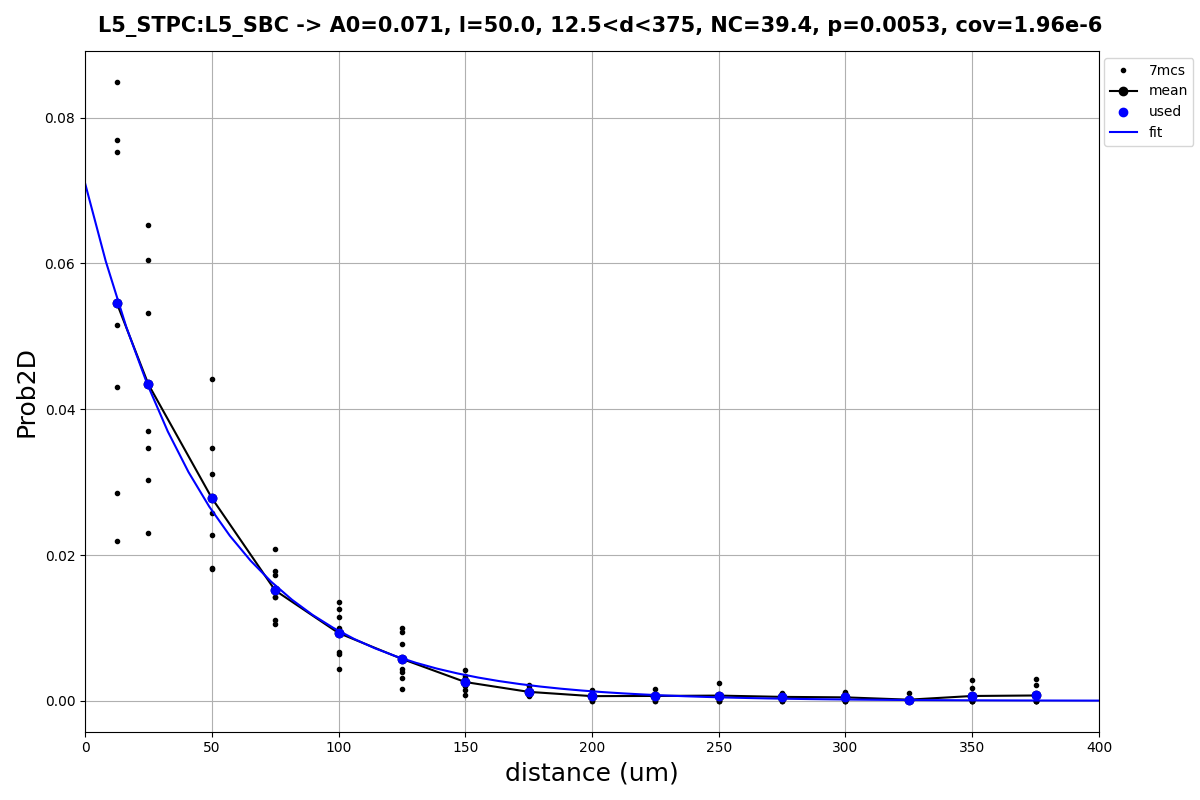 L5_STPC:L5_SBC -> A0=0.071, l=50.0, 12.5<d<375, NC=39.4, p=0.0053, cov=1.96e-6
7mcs
mean
used
fit
0.08
0.06
0.04
0.02
0.00
Prob2D
0 50 100 150 200 250 300 350 400
distance (um)